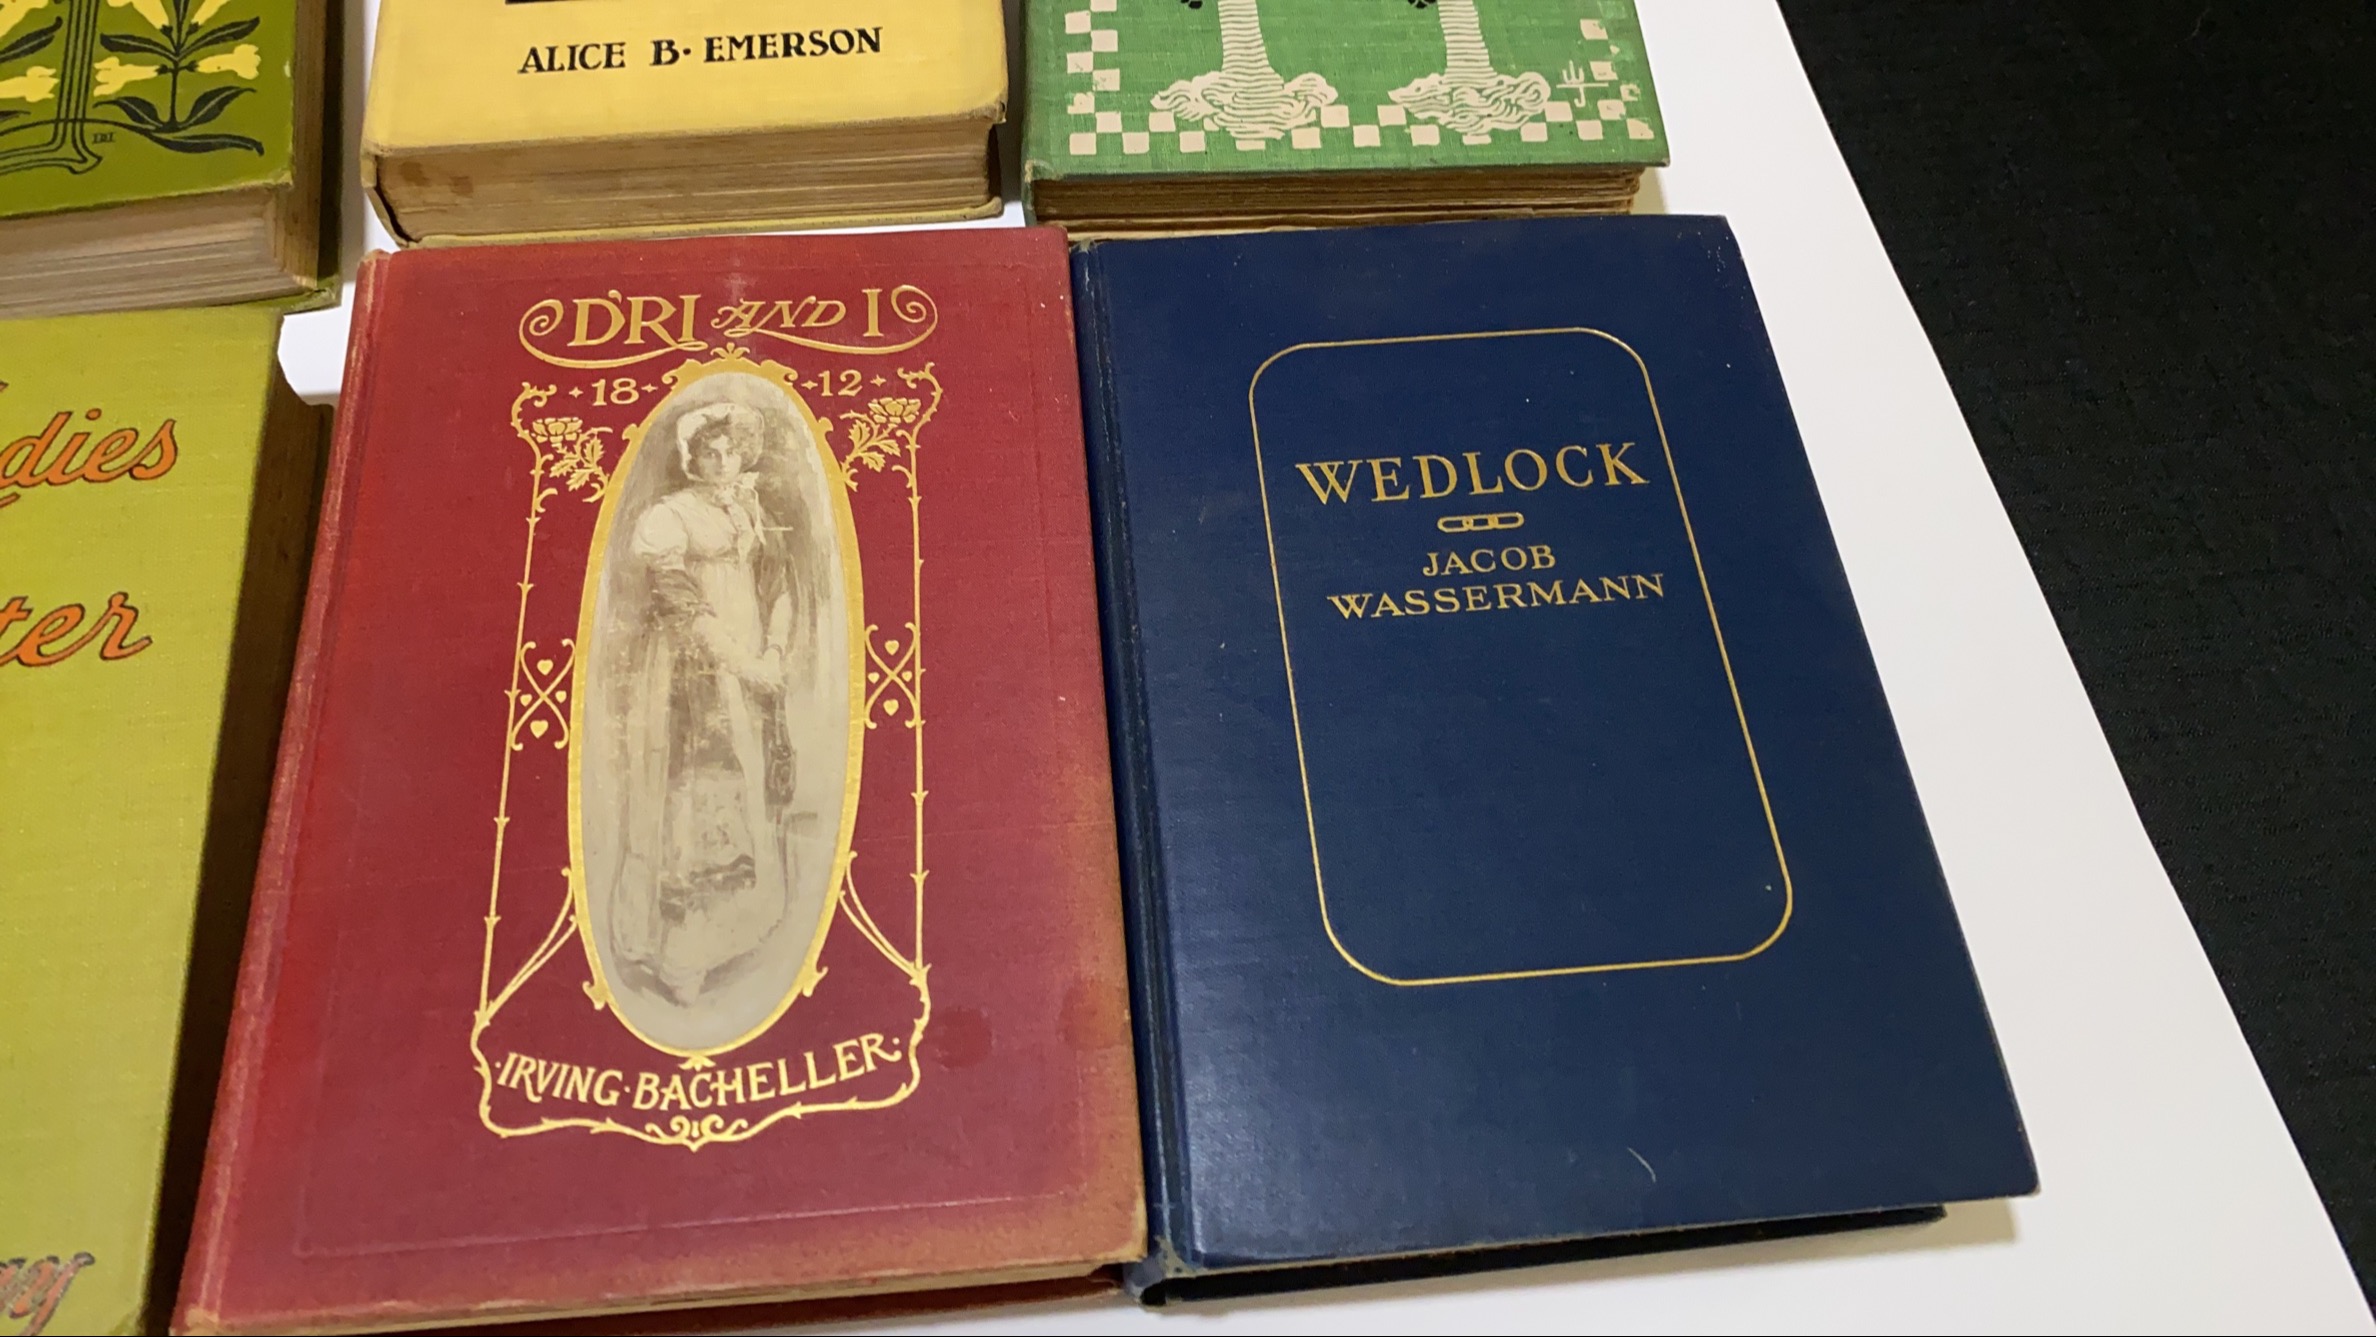 ALICE B. EMERSON
D'RI AND I
18 12
IRVING · BACHELLER
WEDLOCK
JACOB
WASSERMANN